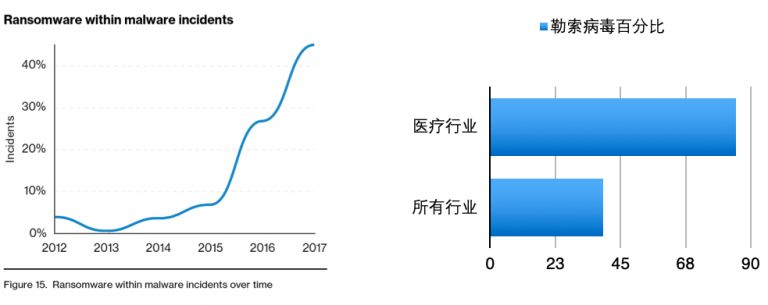 Ransomware within malware incidents
40%
30%
20%
10%
0%
Incidents
2012 2013 2014 2015 2016 2017
Figure 15. Ransomware within malware incidents over time
勒索病毒百分比
医疗行业
所有行业
0 23 45 68 90